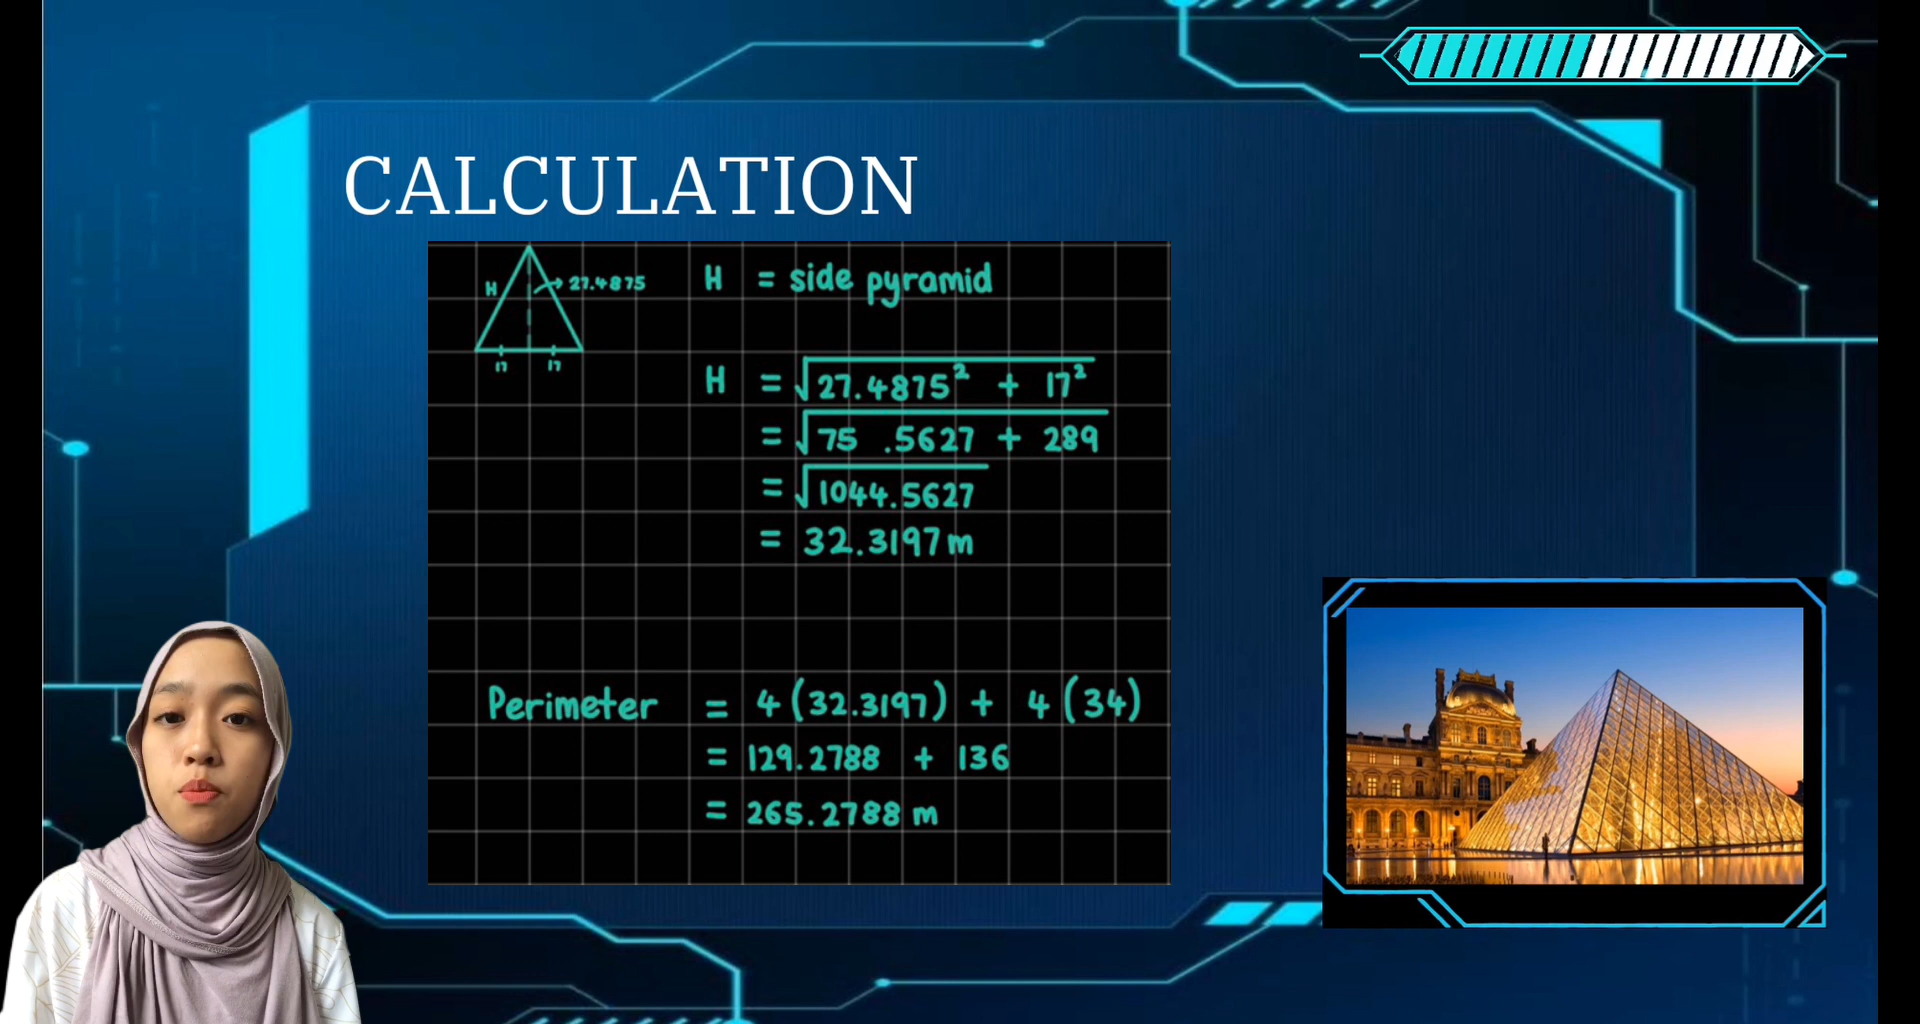 CALCULATION
H
27.4875
17 17
H = side pyramid
H = √27.4875² + 17²
= √75 .5627 + 289
= √1044.5627
= 32.3197 m
Perimeter = 4 (32.3197) + 4 (34)
= 129.2788 + 136
= 265.2788 m